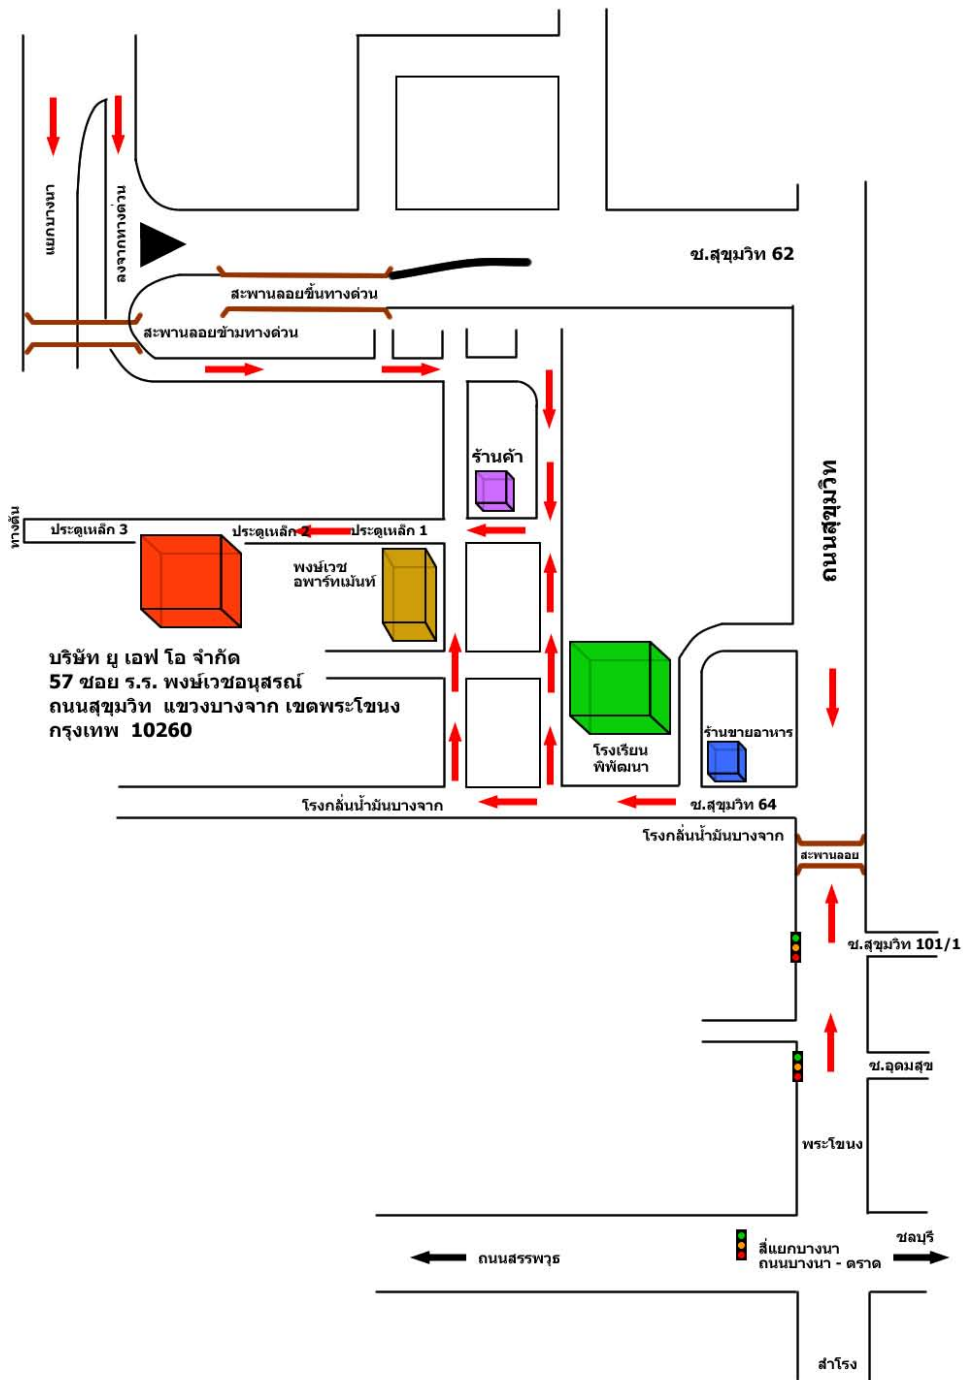 แยกบางนา
ลงจากทางด่วน
ซ.สุขุมวิท 62
สะพานลอยขึ้นทางด่วน
สะพานลอยข้ามทางด่วน
ร้านค้า
ถนนสุขุมวิท
ทางตัน
ประตูเหล็ก 3
ประตูเหล็ก 2
ประตูเหล็ก 1
พงษ์เวช
อพาร์ทเม้นท์
บริษัท ยู เอฟ โอ จำกัด
57 ซอย ร.ร. พงษ์เวชอนุสรณ์
ถนนสุขุมวิท แขวงบางจาก เขตพระโขนง
กรุงเทพ 10260
โรงเรียน
พิพัฒนา
ร้านขายอาหาร
โรงกลั่นน้ำมันบางจาก
ซ.สุขุมวิท 64
โรงกลั่นน้ำมันบางจาก
สะพานลอย
ซ.สุขุมวิท 101/1
ซ.อุดมสุข
พระโขนง
ชลบุรี
ถนนสรรพวุธ
สี่แยกบางนา
ถนนบางนา - ตราด
สำโรง